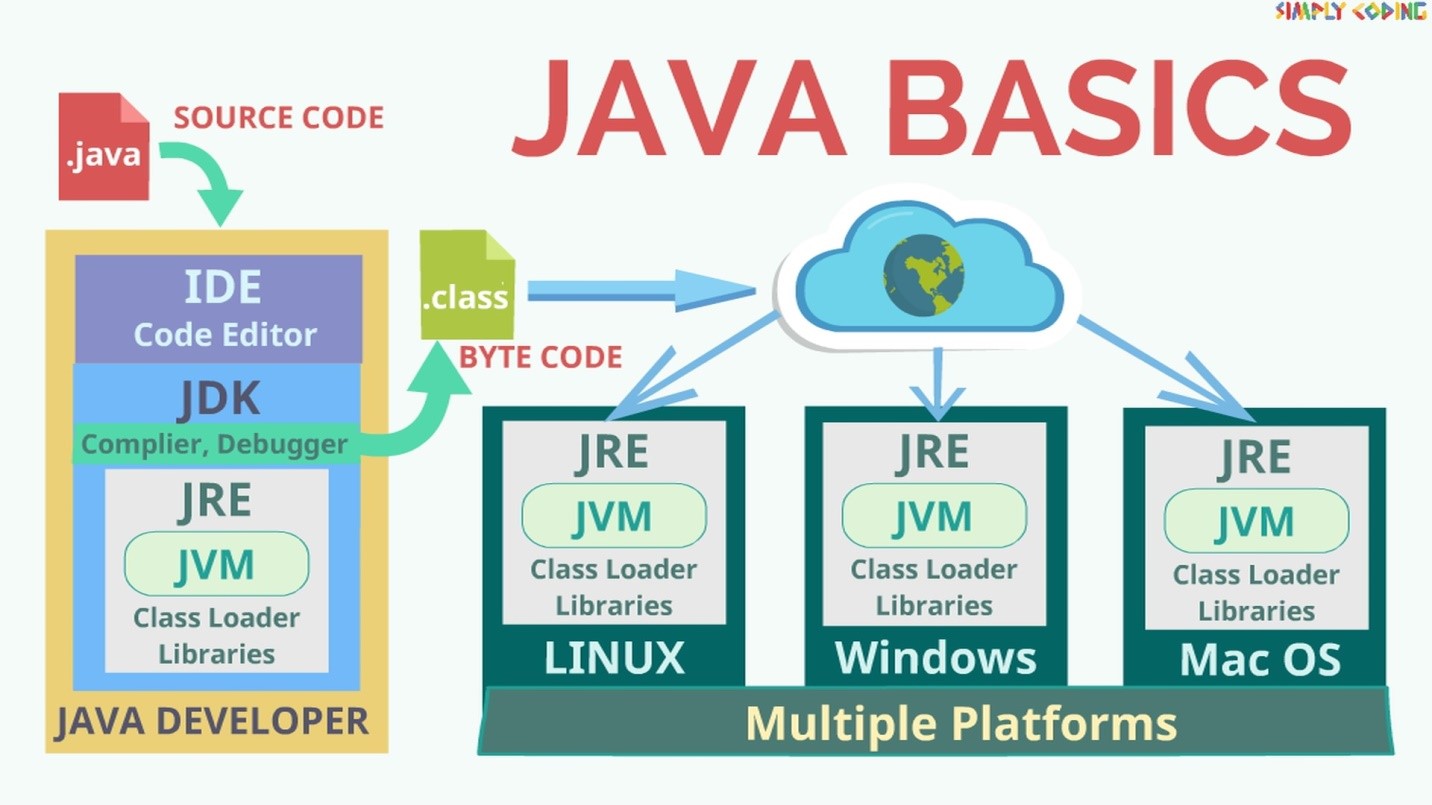 SIMPLY CODING
JAVA BASICS
SOURCE CODE
.java
IDE
Code Editor
JDK
Complier, Debugger
JRE
JVM
Class Loader
Libraries
JAVA DEVELOPER
.class
BYTE CODE
JRE
JVM
Class Loader
Libraries
LINUX
JRE
JVM
Class Loader
Libraries
Windows
JRE
JVM
Class Loader
Libraries
Mac OS
Multiple Platforms